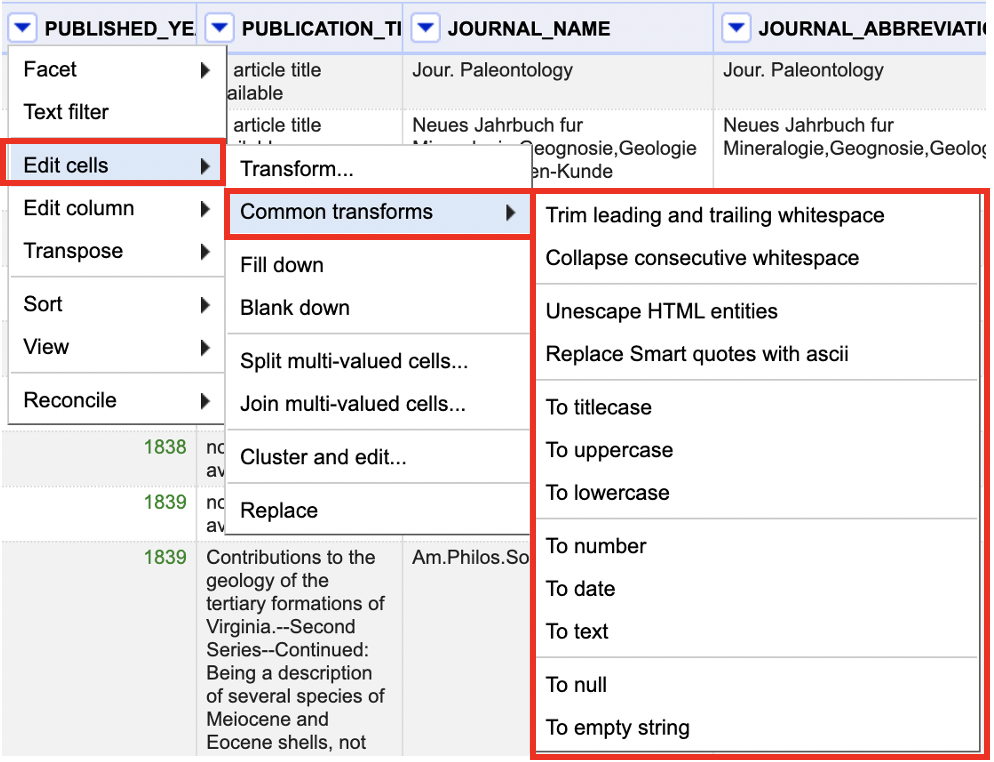 PUBLISHED_YE
PUBLICATION_TI
JOURNAL_NAME
JOURNAL_ABBREVIATI
Facet
Text filter
Edit cells
Edit column
Transpose
Sort
View
Reconcile
article title
ailable
Jour. Paleontology
Jour. Paleontology
article title
Neues Jahrbuch fur
Geognosie,Geologie
en-Kunde
Neues Jahrbuch fur
Mineralogie,Geognosie,Geolog
Transform...
Common transforms
Fill down
Blank down
Split multi-valued cells...
Join multi-valued cells...
Cluster and edit...
Replace
Trim leading and trailing whitespace
Collapse consecutive whitespace
Unescape HTML entities
Replace Smart quotes with ascii
To titlecase
To uppercase
To lowercase
To number
To date
To text
To null
To empty string
1838
no
av
1839
no
av
1839
Contributions to the
geology of the
tertiary formations of
Virginia.--Second
Series--Continued:
Being a description
of several species of
Meiocene and
Eocene shells, not
Am.Philos.So